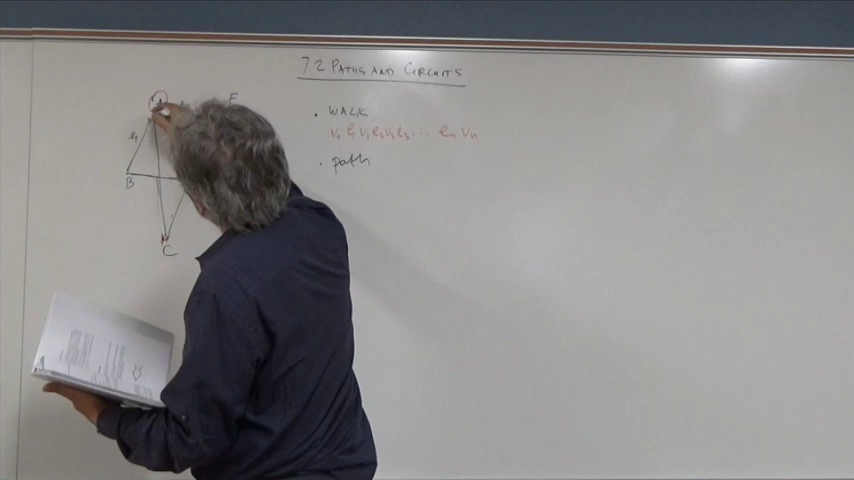 7.2 PATHS AND CIRCUITS
• WALK
v₀ e₁ v₁ e₂ v₂ e₃ ... eₙ vₙ
• path
e₁
E
B
C